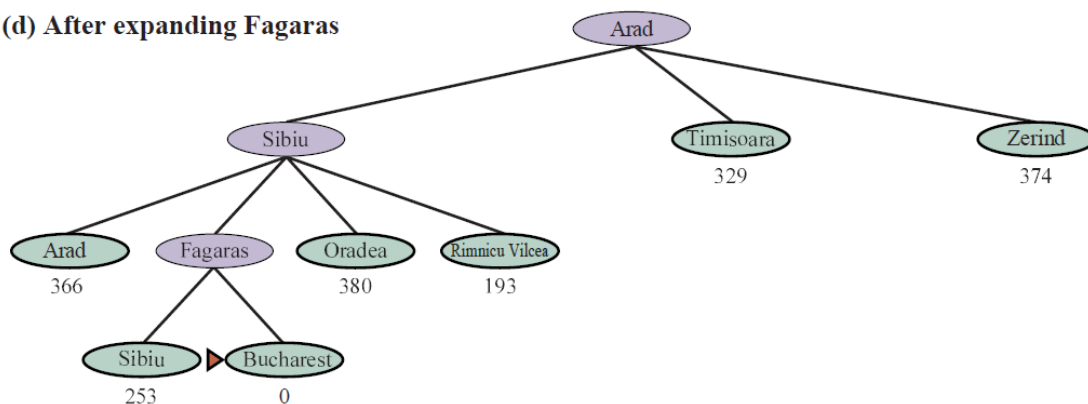 (d) After expanding Fagaras
Arad
Sibiu
Timisoara
Zerind
329
374
Arad
Fagaras
Oradea
Rimnicu Vilcea
366
380
193
Sibiu
Bucharest
253
0